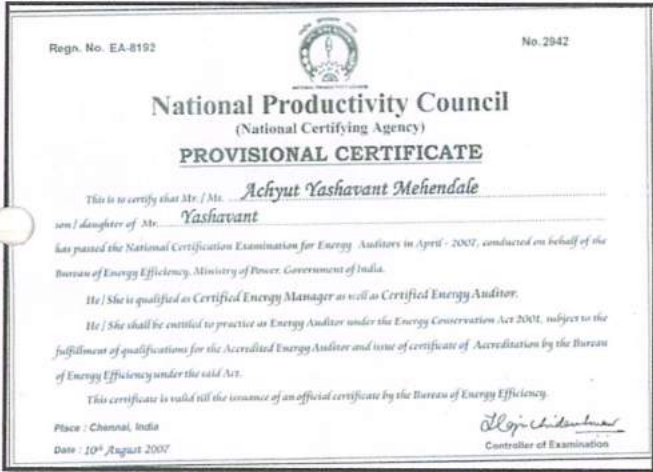 Regn. No. EA-8192
No. 2942
NATIONAL PRODUCTIVITY COUNCIL
National Productivity Council
(National Certifying Agency)
PROVISIONAL CERTIFICATE
This is to certify that Mr. / Ms. Achyut Yashavant Mehendale
son / daughter of Mr. Yashavant
has passed the National Certification Examination for Energy Auditors in April - 2007, conducted on behalf of the
Bureau of Energy Efficiency, Ministry of Power, Government of India.
He / She is qualified as Certified Energy Manager as well as Certified Energy Auditor.
He / She shall be entitled to practice as Energy Auditor under the Energy Conservation Act 2001, subject to the
fulfillment of qualifications for the Accredited Energy Auditor and issue of certificate of Accreditation by the Bureau
of Energy Efficiency under the said Act.
This certificate is valid till the issuance of an official certificate by the Bureau of Energy Efficiency.
Place : Chennai, India
Date : 10th August 2007
Controller of Examination